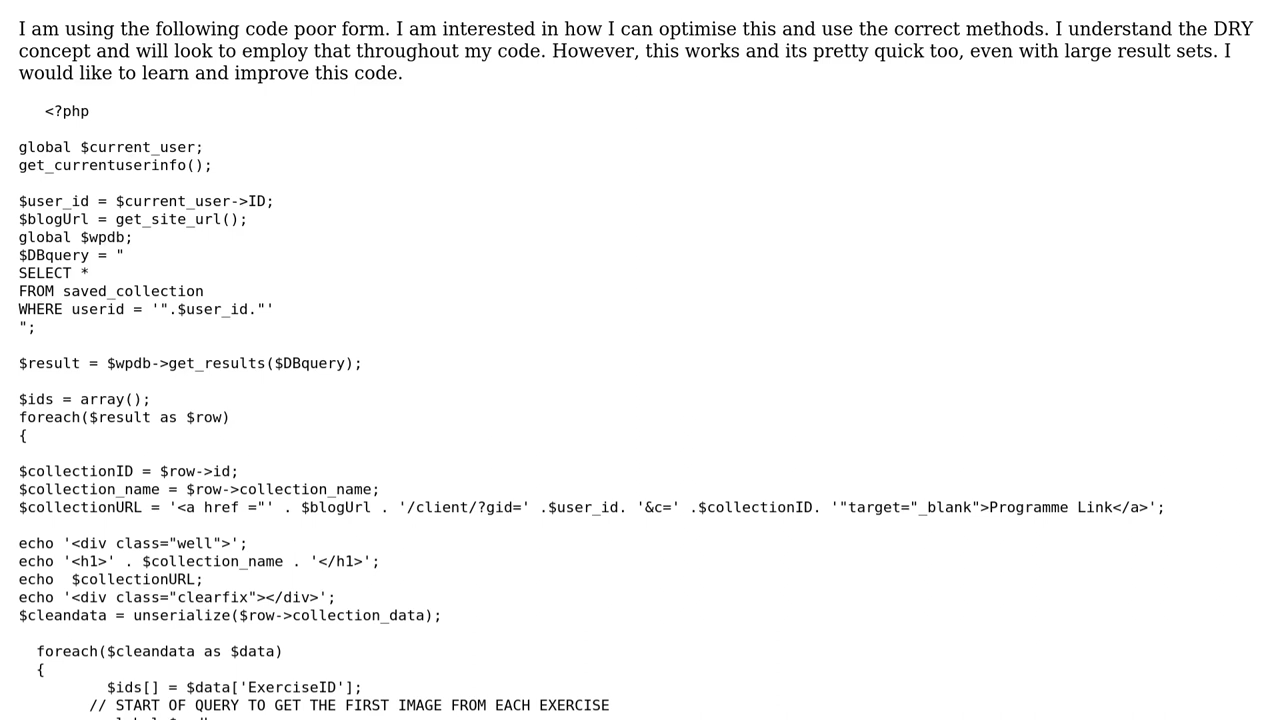 I am using the following code poor form. I am interested in how I can optimise this and use the correct methods. I understand the DRY
concept and will look to employ that throughout my code. However, this works and its pretty quick too, even with large result sets. I
would like to learn and improve this code.
<?php
global $current_user;
get_currentuserinfo();
$user_id = $current_user->ID;
$blogUrl = get_site_url();
global $wpdb;
$DBquery = "
SELECT *
FROM saved_collection
WHERE userid = '".$user_id."'
";
$result = $wpdb->get_results($DBquery);
$ids = array();
foreach($result as $row)
{
$collectionID = $row->id;
$collection_name = $row->collection_name;
$collectionURL = '<a href ="' . $blogUrl . '/client/?gid=' .$user_id. '&c=' .$collectionID. '"target="_blank">Programme Link</a>';
echo '<div class="well">';
echo '<h1>' . $collection_name . '</h1>';
echo  $collectionURL;
echo '<div class="clearfix"></div>';
$cleandata = unserialize($row->collection_data);
foreach($cleandata as $data)
{
$ids[] = $data['ExerciseID'];
// START OF QUERY TO GET THE FIRST IMAGE FROM EACH EXERCISE